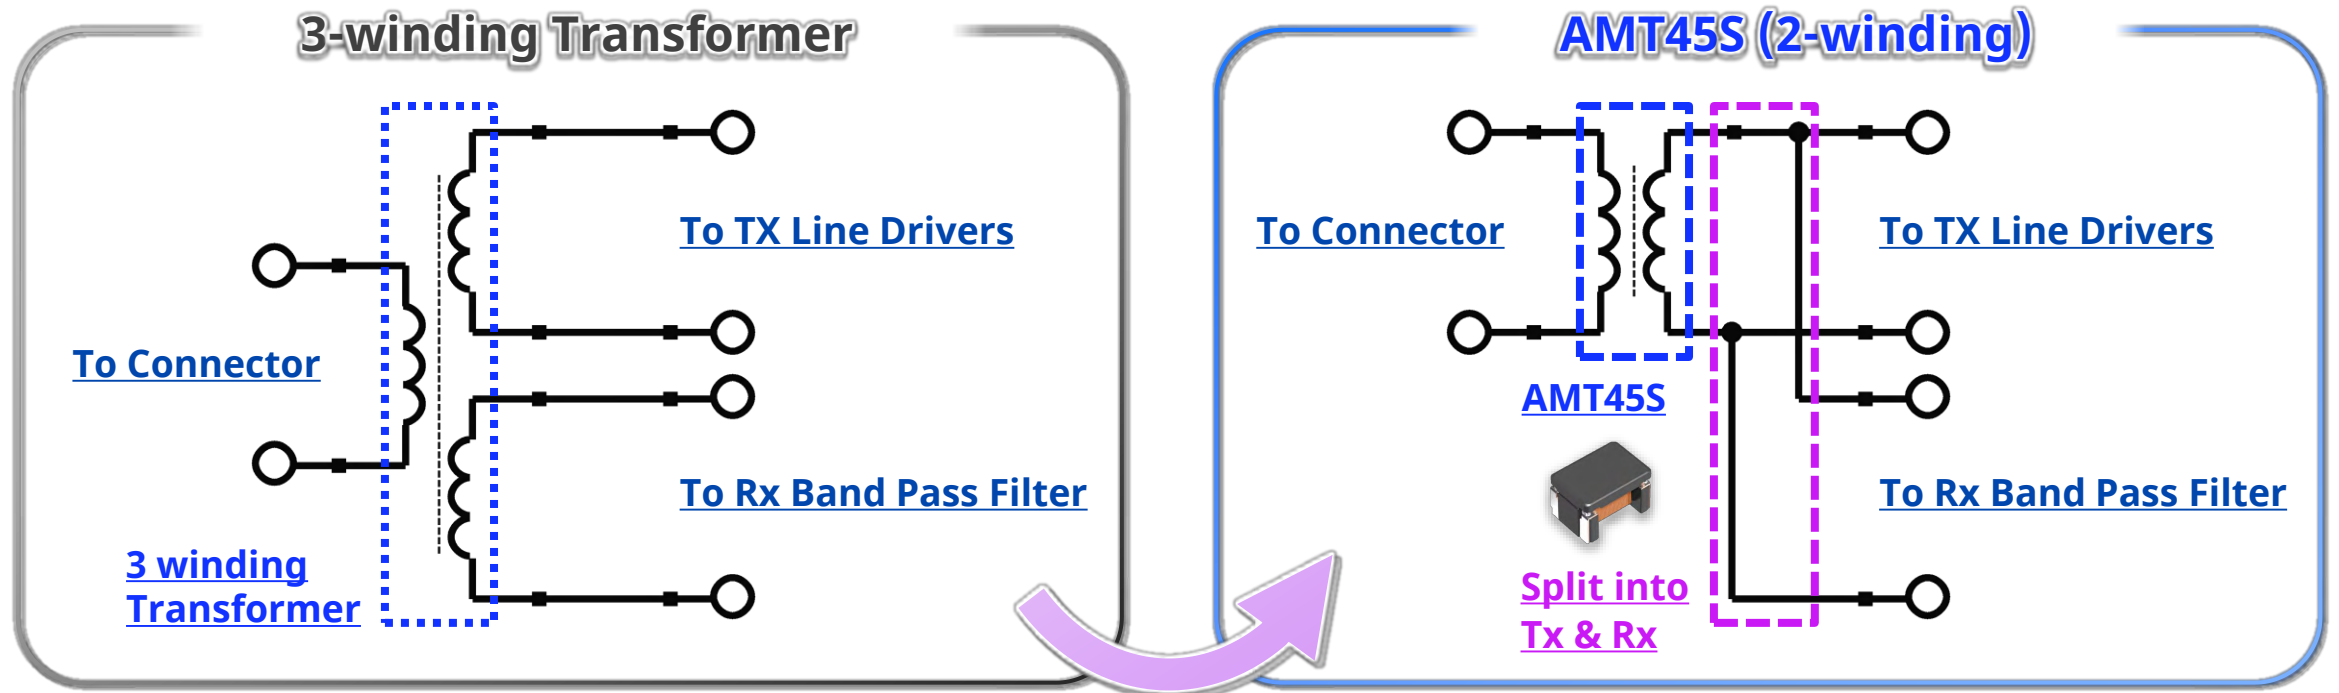 3-winding Transformer
To Connector
To TX Line Drivers
To Rx Band Pass Filter
3 winding
Transformer
AMT45S (2-winding)
To Connector
To TX Line Drivers
AMT45S
To Rx Band Pass Filter
Split into
Tx & Rx